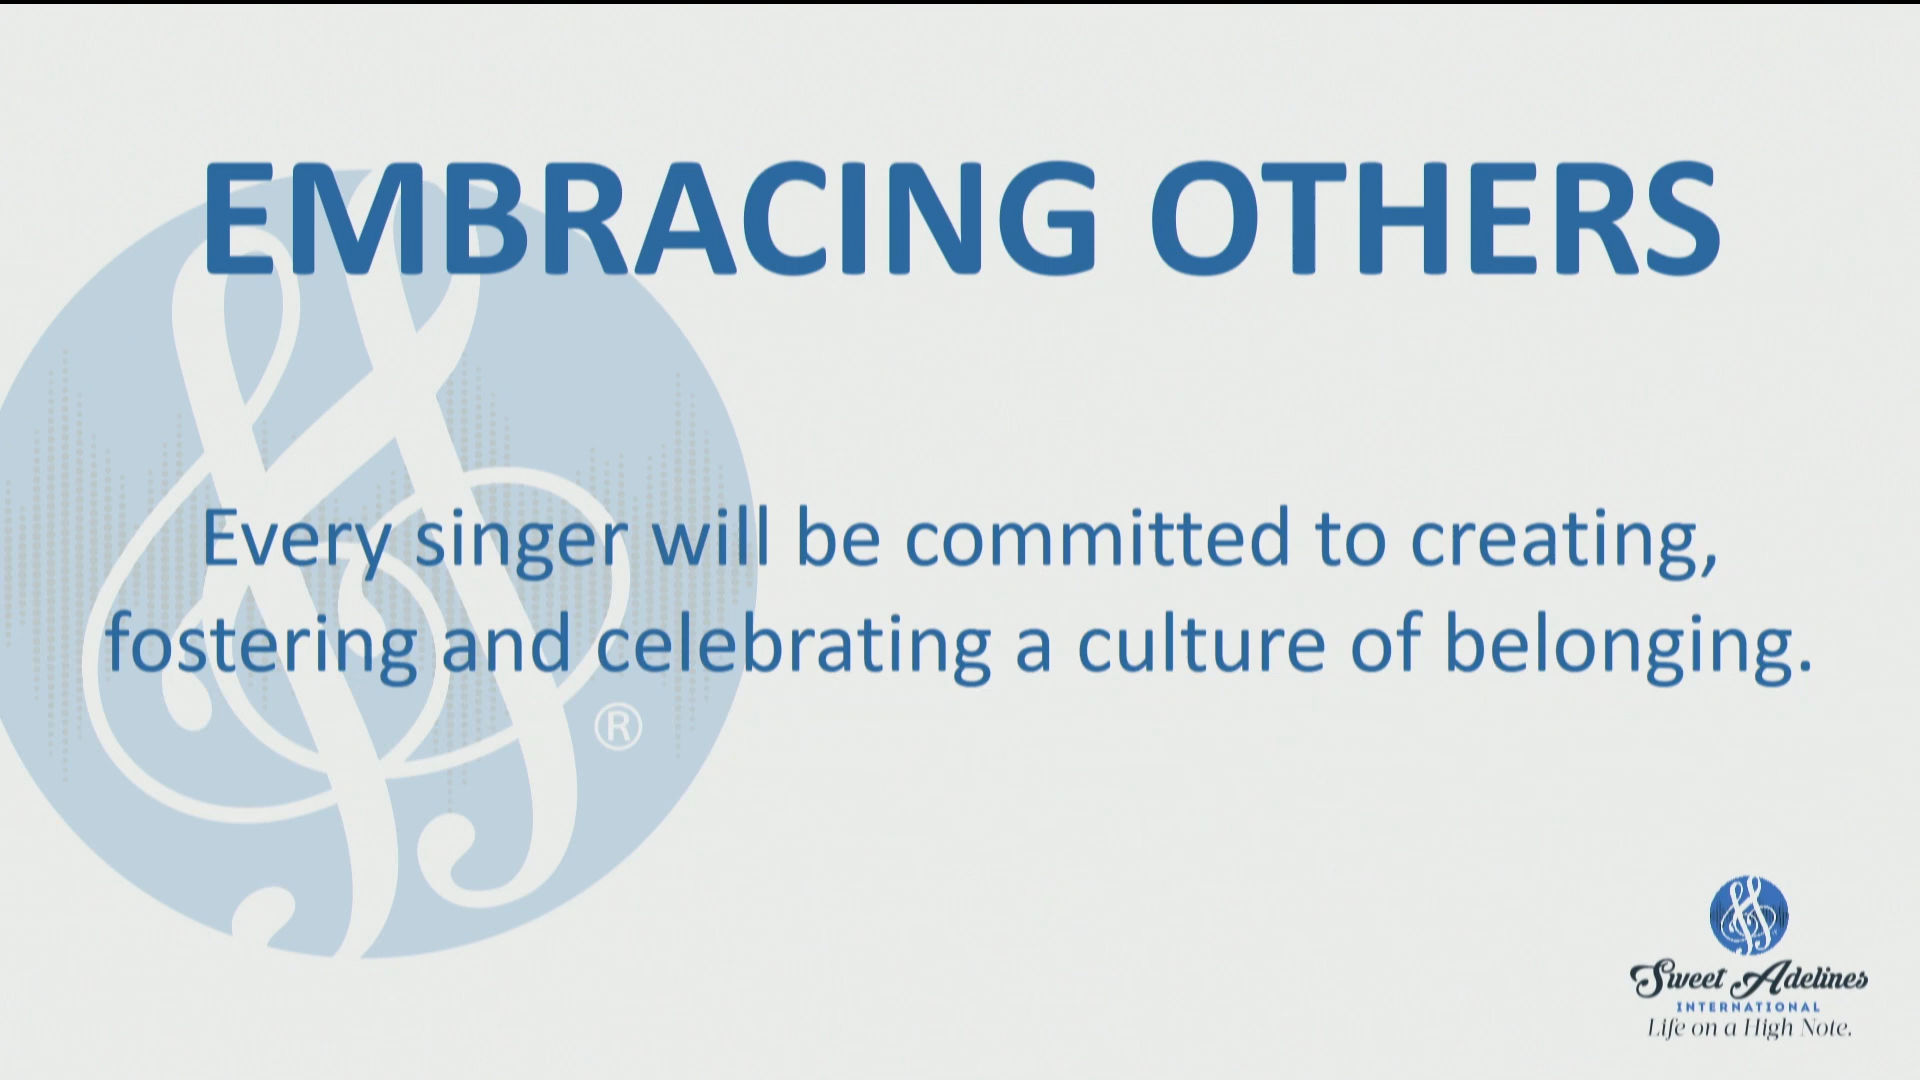 EMBRACING OTHERS
Every singer will be committed to creating,
fostering and celebrating a culture of belonging.
®
Sweet Adelines
INTERNATIONAL
Life on a High Note.